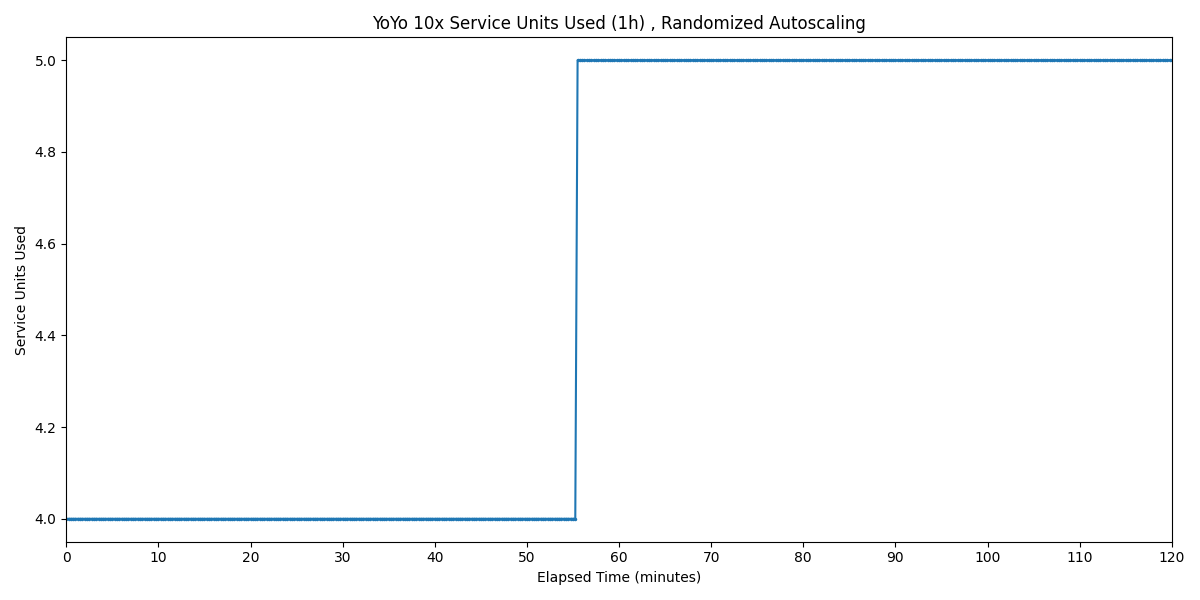 YoYo 10x Service Units Used (1h) , Randomized Autoscaling
5.0
4.8
4.6
4.4
4.2
4.0
Service Units Used
0 10 20 30 40 50 60 70 80 90 100 110 120
Elapsed Time (minutes)